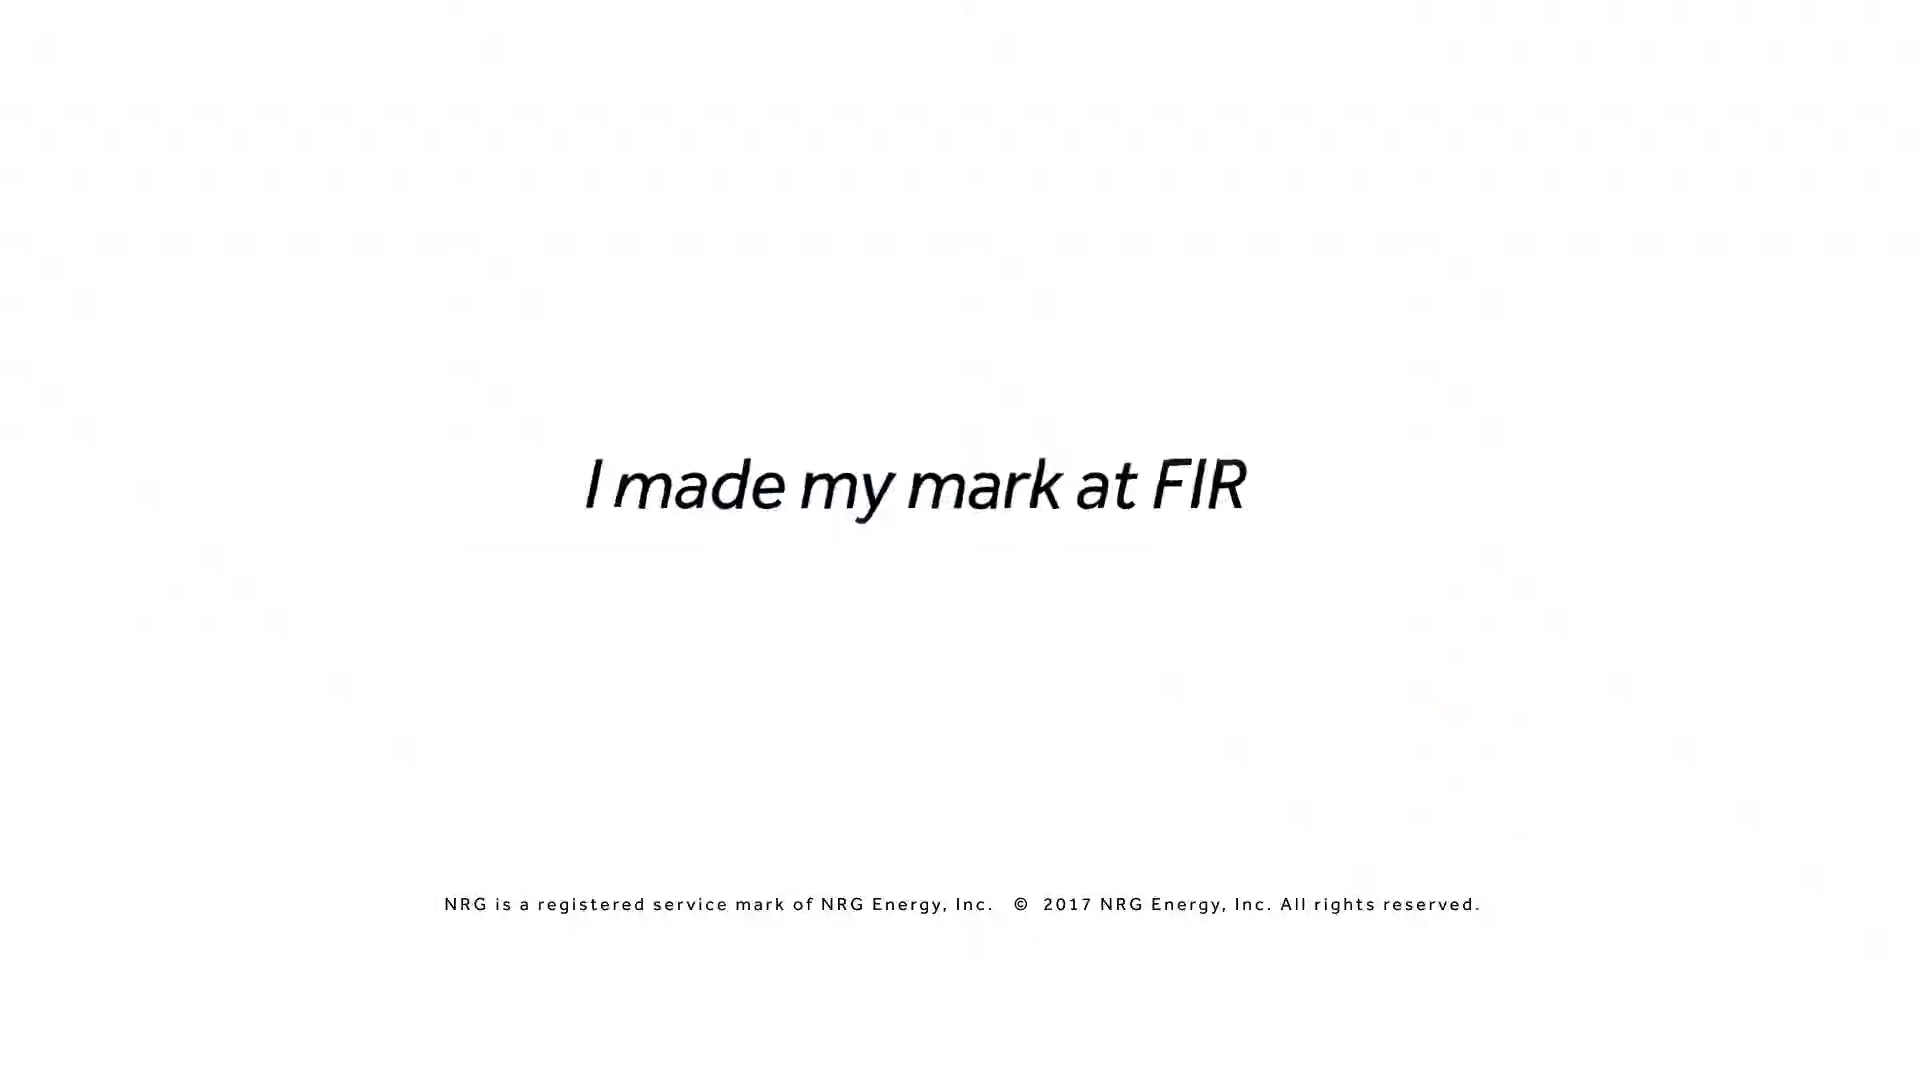 I made my mark at FIR
NRG is a registered service mark of NRG Energy, Inc. © 2017 NRG Energy, Inc. All rights reserved.